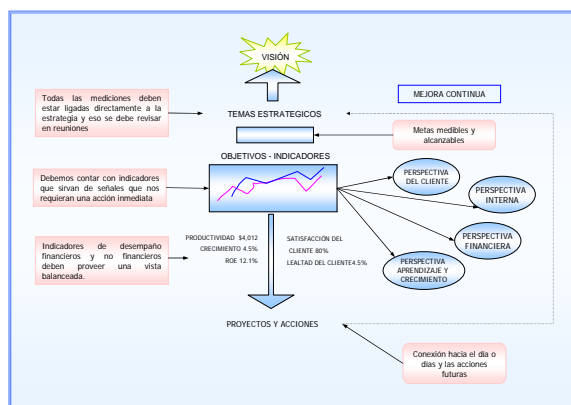 VISIÓN
Todas las mediciones deben
estar ligadas directamente a la
estrategia y eso se debe revisar
en reuniones
MEJORA CONTINUA
TEMAS ESTRATEGICOS
Metas medibles y
alcanzables
OBJETIVOS - INDICADORES
Debemos contar con indicadores
que sirvan de señales que nos
requieran una acción inmediata
PERSPECTIVA
DEL CLIENTE
PERSPECTIVA
INTERNA
PERSPECTIVA
FINANCIERA
PERSPECTIVA
APRENDIZAJE Y
CRECIMIENTO
Indicadores de desempeño
financieros y no financieros
deben proveer una vista
balanceada.
PRODUCTIVIDAD $4,012
CRECIMIENTO 4.5%
ROE 12.1%
SATISFACCIÓN DEL
CLIENTE 80%
LEALTAD DEL CLIENTE4.5%
PROYECTOS Y ACCIONES
Conexión hacia el día o
días y las acciones
futuras